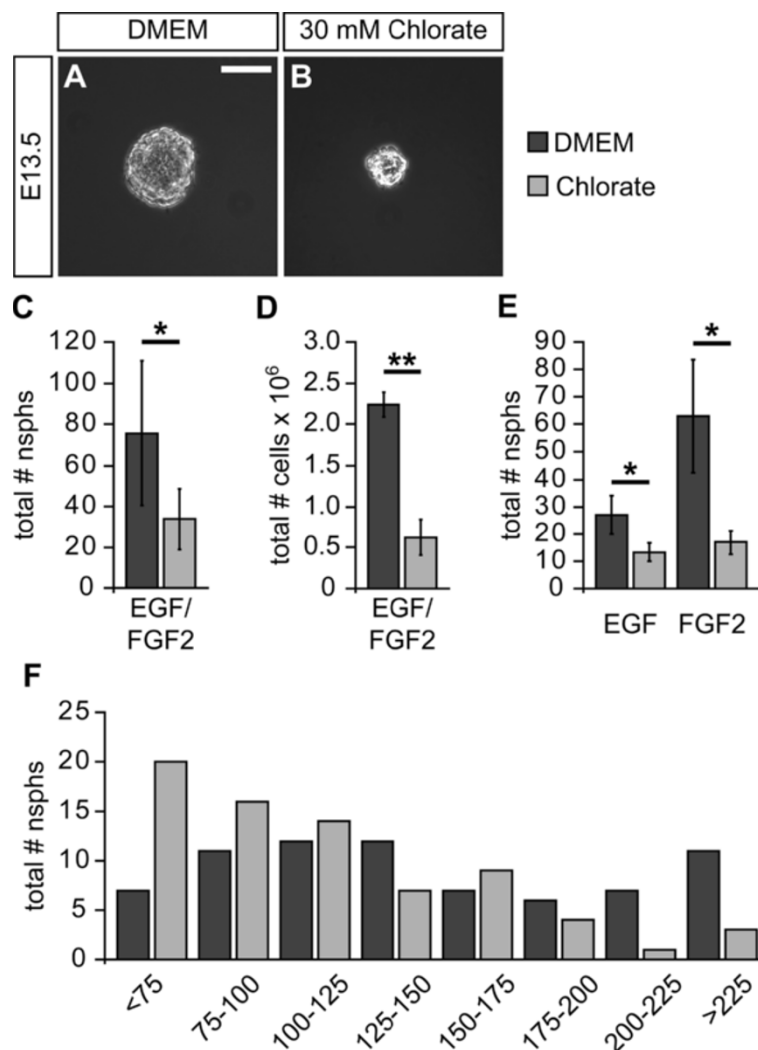 DMEM
30 mM Chlorate
E13.5
A
B
DMEM
Chlorate
C
total # nsphs
120
100
80
60
40
20
0
*
EGF/
FGF2
D
total # cells x 10⁶
3.0
2.5
2.0
1.5
1.0
0.5
0
**
EGF/
FGF2
E
total # nsphs
90
80
70
60
50
40
30
20
10
0
*
*
EGF
FGF2
F
total # nsphs
25
20
15
10
5
0
<75
75-100
100-125
125-150
150-175
175-200
200-225
>225